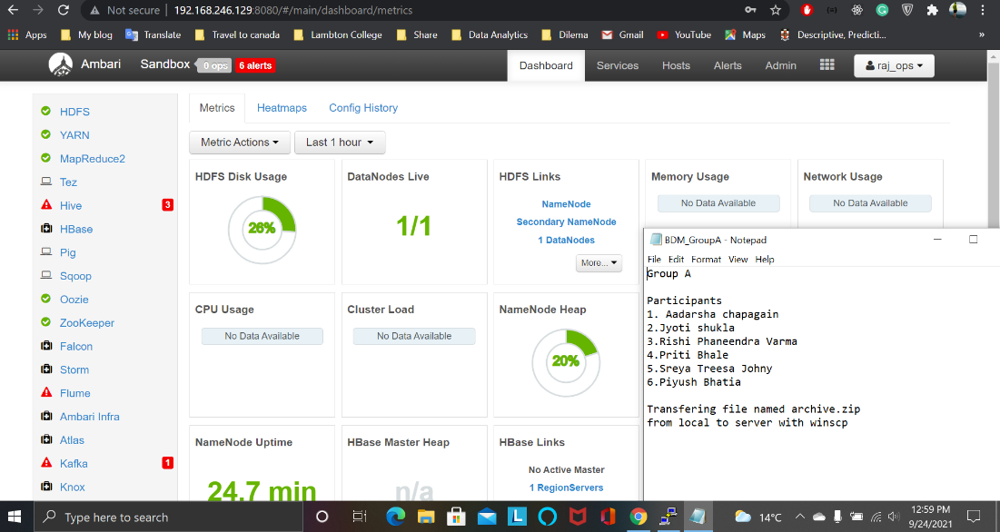 Not secure | 192.168.246.129:8080/#/main/dashboard/metrics
Apps My blog Translate Travel to canada Lambton College Share Data Analytics Dilema Gmail YouTube Maps Descriptive, Predicti... »
Ambari Sandbox 0 ops 6 alerts Dashboard Services Hosts Alerts Admin raj_ops
HDFS
YARN
MapReduce2
Tez
Hive 3
HBase
Pig
Sqoop
Oozie
ZooKeeper
Falcon
Storm
Flume
Ambari Infra
Atlas
Kafka 1
Knox
Metrics Heatmaps Config History
Metric Actions Last 1 hour
HDFS Disk Usage
26%
DataNodes Live
1/1
HDFS Links
NameNode
Secondary NameNode
1 DataNodes
More...
Memory Usage
No Data Available
Network Usage
No Data Available
CPU Usage
No Data Available
Cluster Load
No Data Available
NameNode Heap
20%
NameNode Uptime
24.7 min
HBase Master Heap
n/a
HBase Links
No Active Master
1 RegionServers
BDM_GroupA - Notepad
File Edit Format View Help
Group A
Participants
1. Aadarsha chapagain
2.Jyoti shukla
3.Rishi Phaneendra Varma
4.Priti Bhale
5.Sreya Treesa Johny
6.Piyush Bhatia
Transfering file named archive.zip
from local to server with winscp
Type here to search
14°C
12:59 PM
9/24/2021